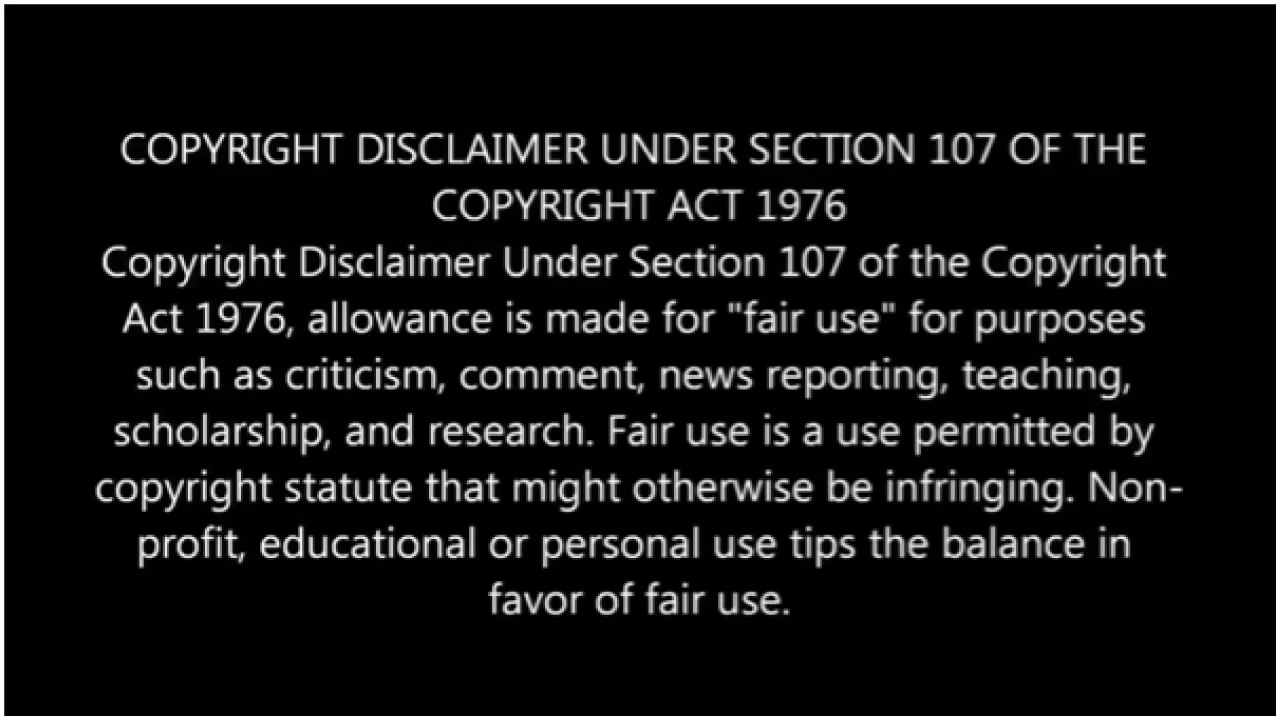 COPYRIGHT DISCLAIMER UNDER SECTION 107 OF THE
COPYRIGHT ACT 1976
Copyright Disclaimer Under Section 107 of the Copyright
Act 1976, allowance is made for "fair use" for purposes
such as criticism, comment, news reporting, teaching,
scholarship, and research. Fair use is a use permitted by
copyright statute that might otherwise be infringing. Non-
profit, educational or personal use tips the balance in
favor of fair use.